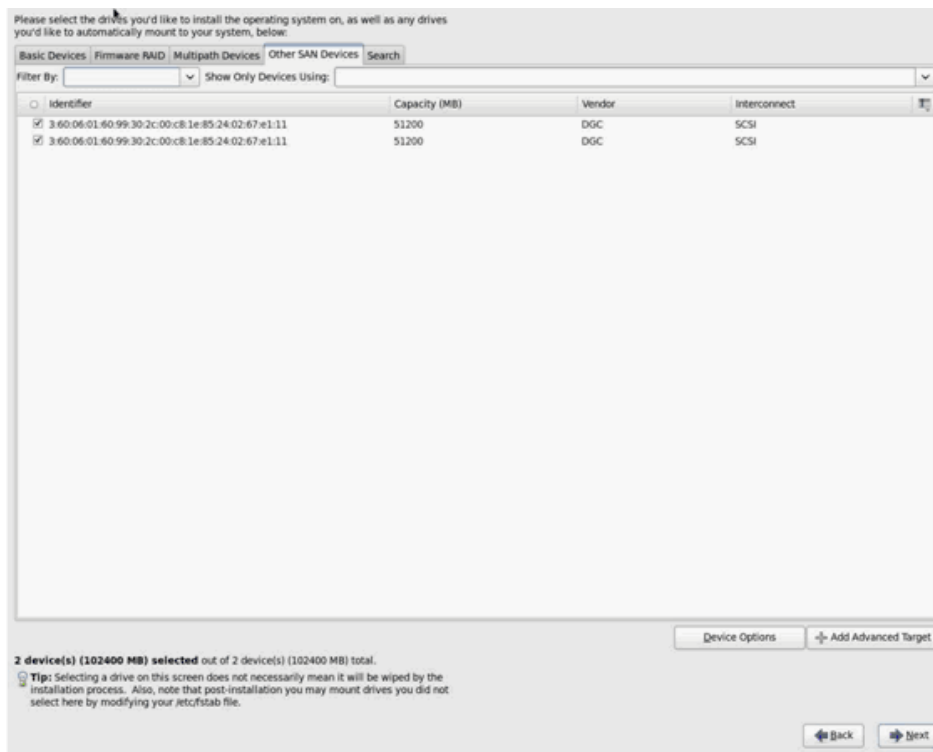 Please select the drives you'd like to install the operating system on, as well as any drives
you'd like to automatically mount to your system, below:
Basic Devices Firmware RAID Multipath Devices Other SAN Devices Search
Filter By: Show Only Devices Using:
Identifier Capacity (MB) Vendor Interconnect
3:60:06:01:60:99:30:2c:00:c8:1e:85:24:02:67:e1:11 51200 DGC SCSI
3:60:06:01:60:99:30:2c:00:c8:1e:85:24:02:67:e1:11 51200 DGC SCSI
Device Options Add Advanced Target
2 device(s) (102400 MB) selected out of 2 device(s) (102400 MB) total.
Tip: Selecting a drive on this screen does not necessarily mean it will be wiped by the
installation process. Also, note that post-installation you may mount drives you did not
select here by modifying your /etc/fstab file.
Back Next